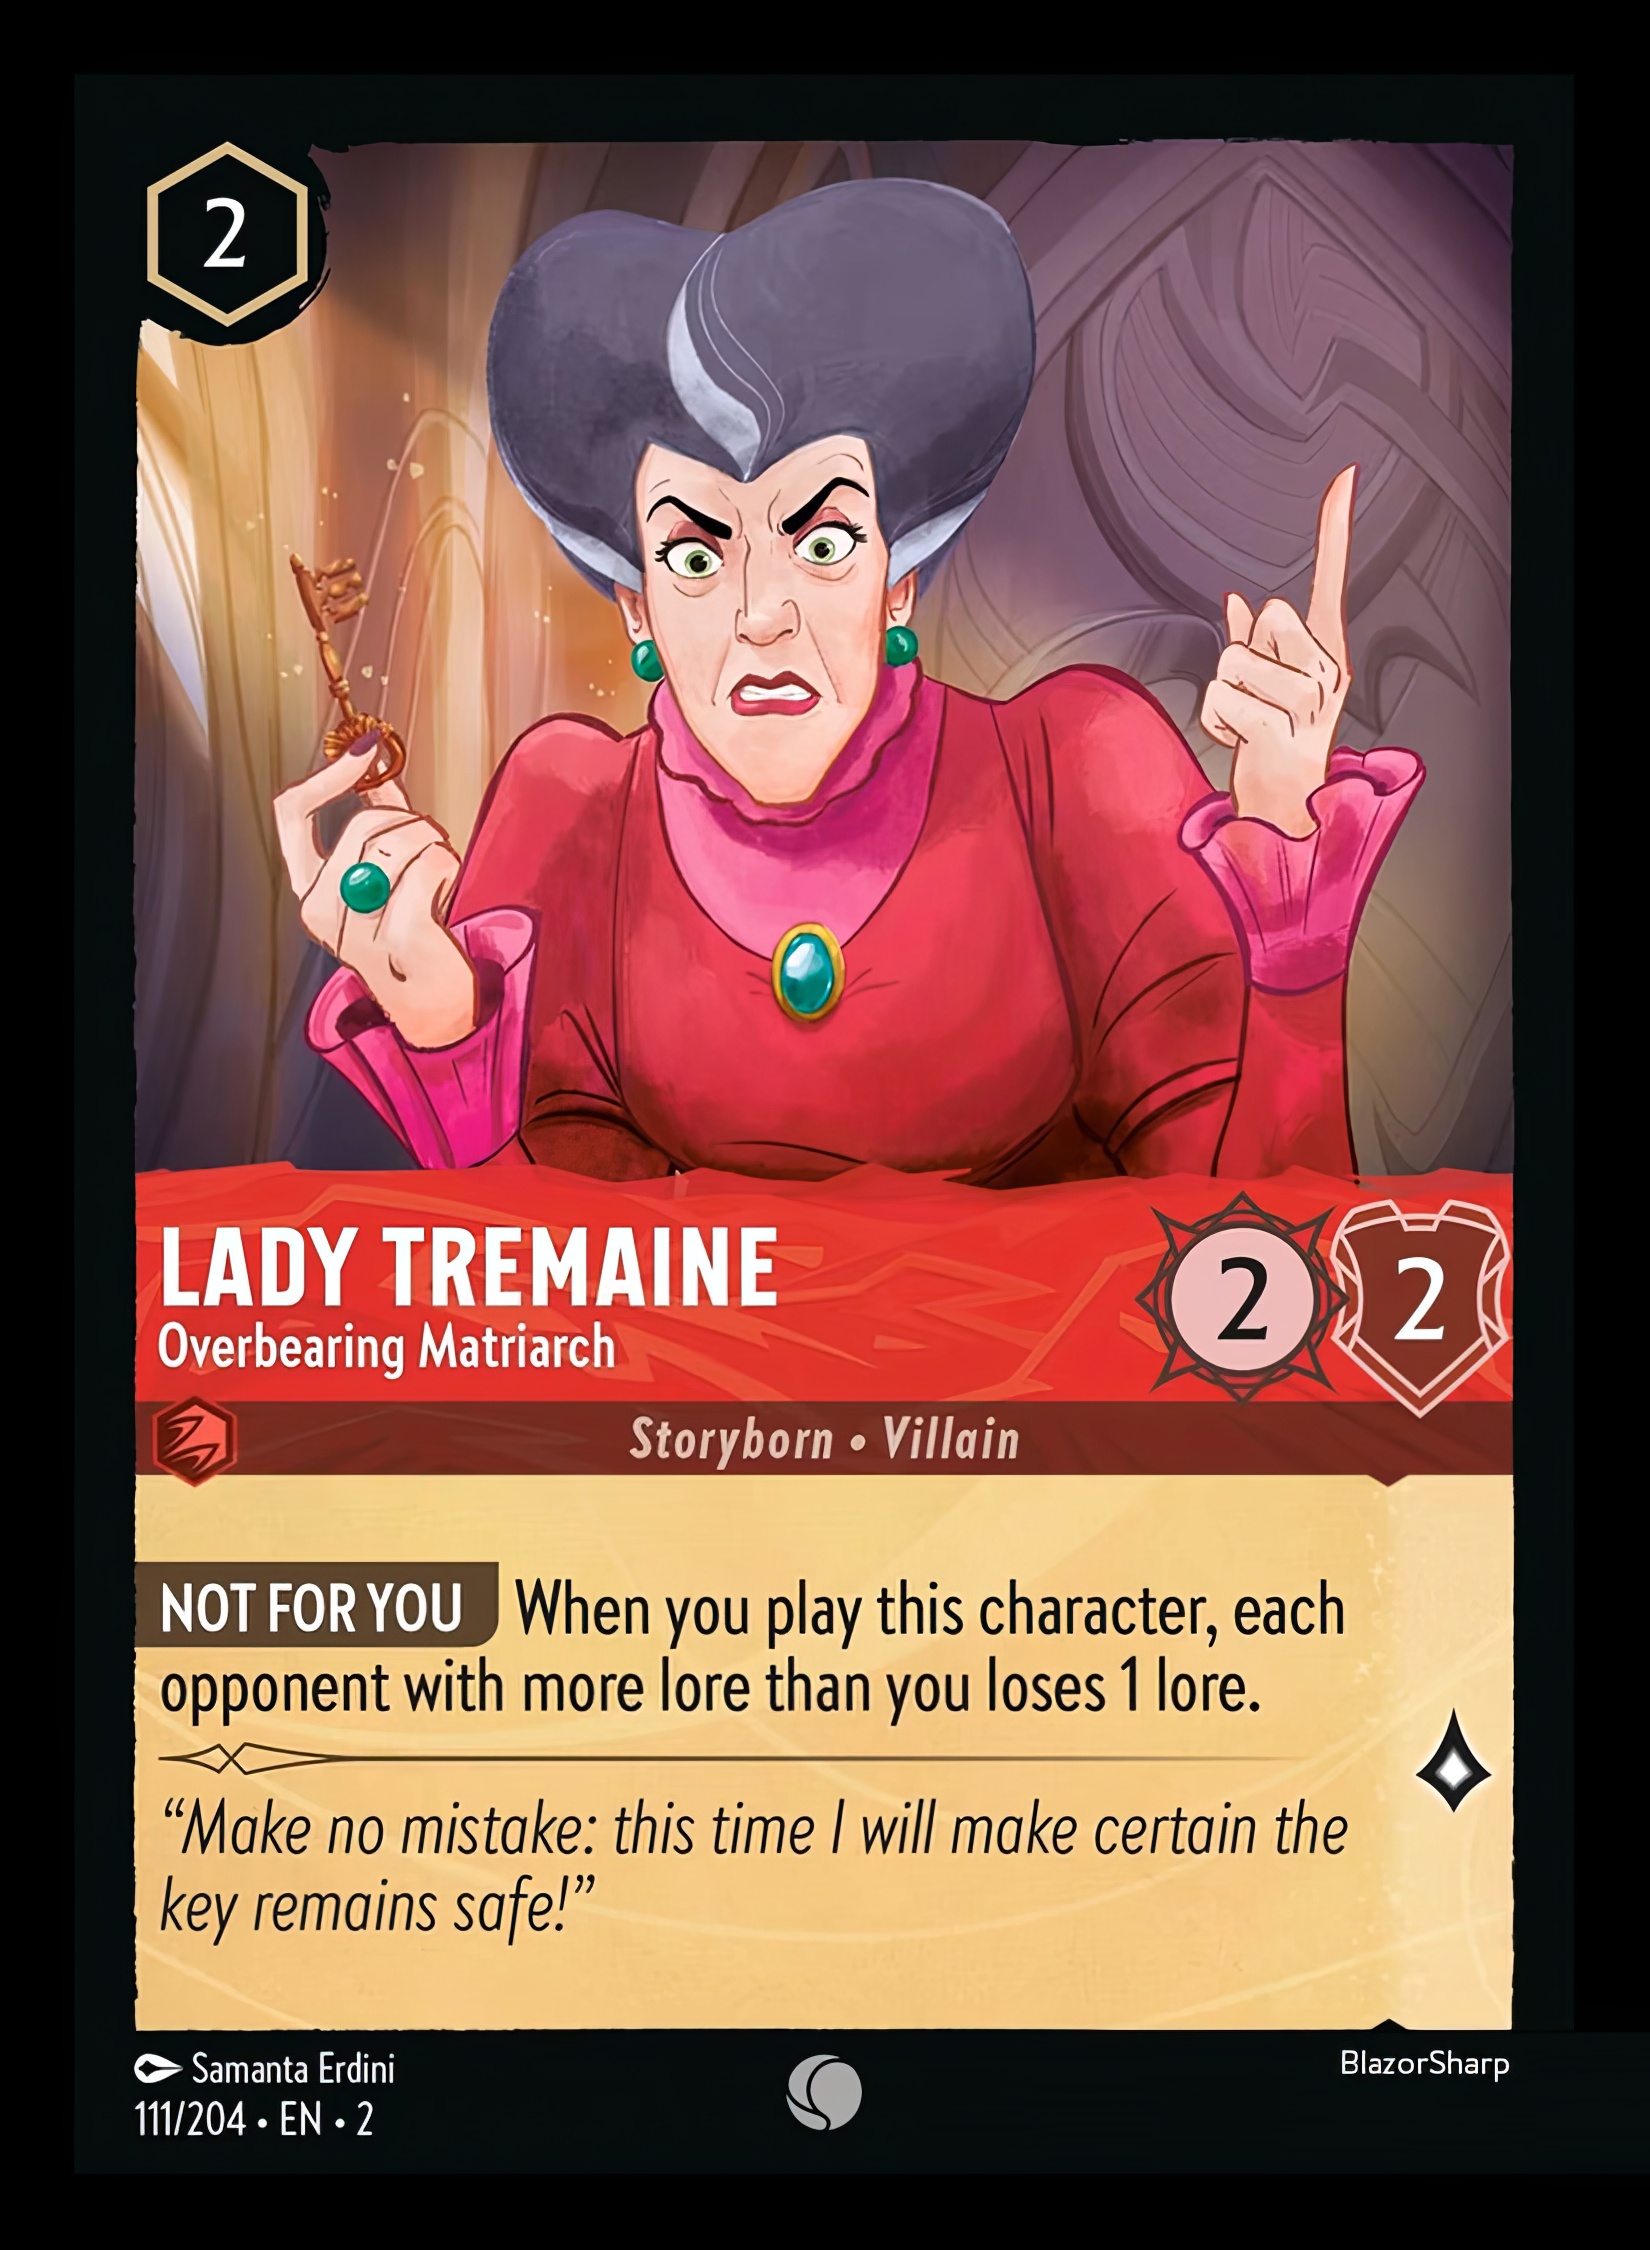 2
LADY TREMAINE
Overbearing Matriarch
2 2
Storyborn • Villain
NOT FOR YOU When you play this character, each
opponent with more lore than you loses 1 lore.
“Make no mistake: this time I will make certain the
key remains safe!”
Samanta Erdini
111/204 • EN • 2
BlazorSharp